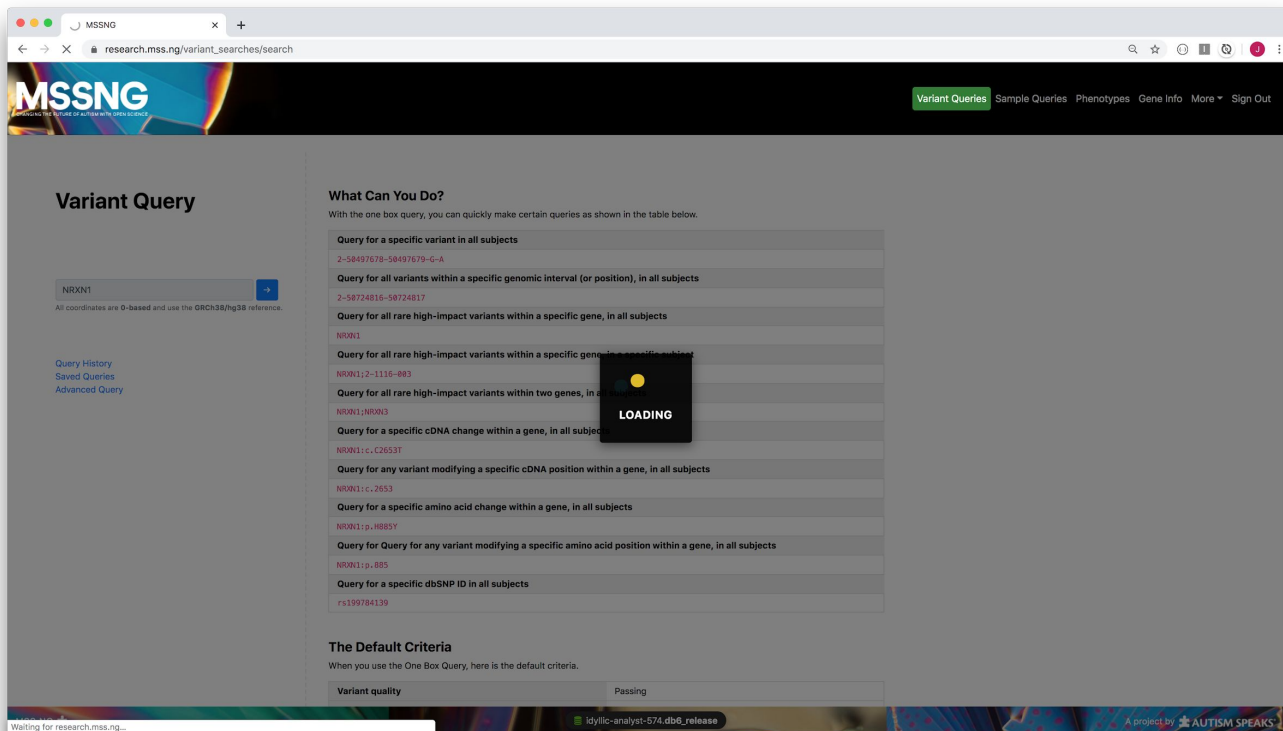 MSSNG
research.mss.ng/variant_searches/search
J
MSSNG
CHANGING THE FUTURE OF AUTISM WITH OPEN SCIENCE
Variant Queries Sample Queries Phenotypes Gene Info More Sign Out
Variant Query
NRXN1
All coordinates are 0-based and use the GRCh38/hg38 reference.
Query History
Saved Queries
Advanced Query
What Can You Do?
With the one box query, you can quickly make certain queries as shown in the table below.
Query for a specific variant in all subjects
2-50497678-50497679-G-A
Query for all variants within a specific genomic interval (or position), in all subjects
2-50724816-50724817
Query for all rare high-impact variants within a specific gene, in all subjects
NRXN1
Query for all rare high-impact variants within a specific gene, in a specific subject
NRXN1;2-1116-003
Query for all rare high-impact variants within two genes, in all subjects
NRXN1;NRXN3
Query for a specific cDNA change within a gene, in all subjects
NRXN1:c.C2653T
Query for any variant modifying a specific cDNA position within a gene, in all subjects
NRXN1:c.2653
Query for a specific amino acid change within a gene, in all subjects
NRXN1:p.H885Y
Query for Query for any variant modifying a specific amino acid position within a gene, in all subjects
NRXN1:p.885
Query for a specific dbSNP ID in all subjects
rs199784139
LOADING
The Default Criteria
When you use the One Box Query, here is the default criteria.
Variant quality Passing
Waiting for research.mss.ng...
idyllic-analyst-574.db6_release
A project by AUTISM SPEAKS